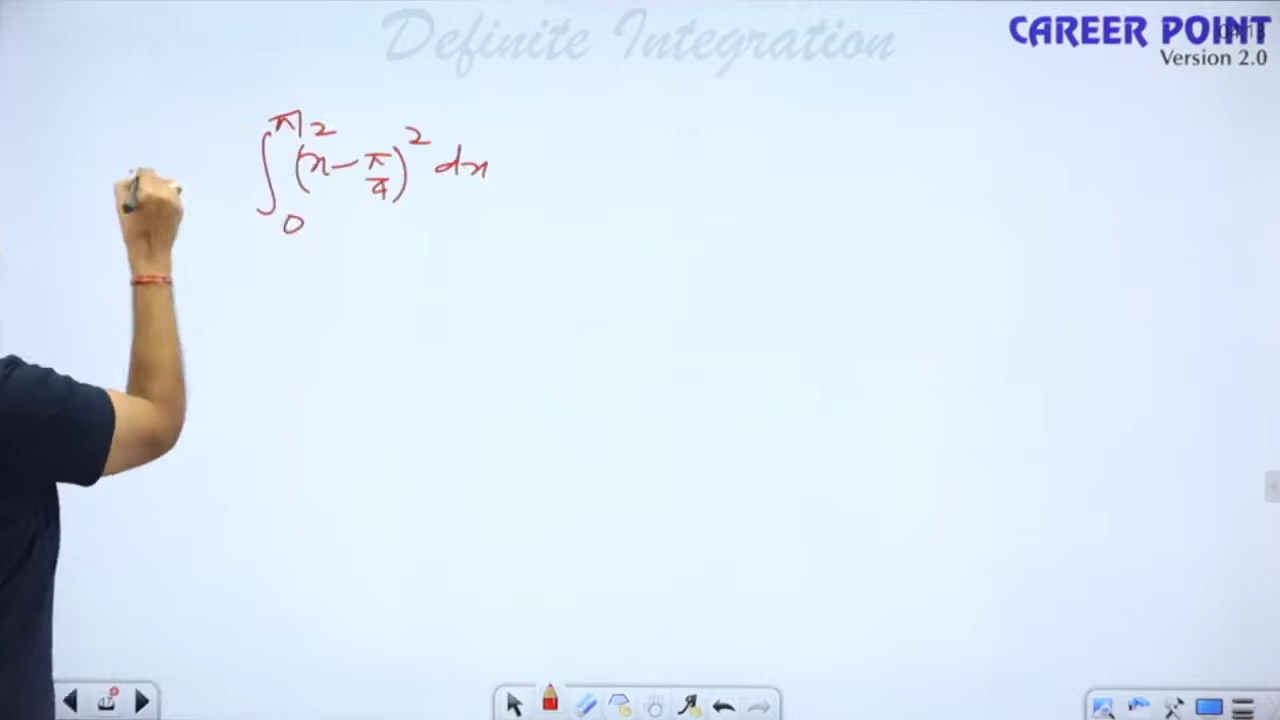 Definite Integration
CAREER POINT
Version 2.0
∫₀^{π/2} (x - π/4)² dx